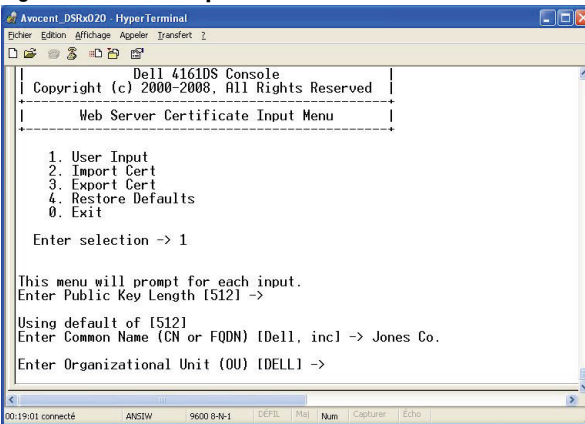 Avocent_DSRx020 - HyperTerminal
Fichier Edition Affichage Appeler Transfert ?
| Dell 4161DS Console |
| Copyright (c) 2000-2008, All Rights Reserved |
+------------------------------------------------+
| Web Server Certificate Input Menu |
+------------------------------------------------+
1. User Input
2. Import Cert
3. Export Cert
4. Restore Defaults
0. Exit
Enter selection -> 1
This menu will prompt for each input.
Enter Public Key Length [512] ->
Using default of [512]
Enter Common Name (CN or FQDN) [Dell, inc] -> Jones Co.
Enter Organizational Unit (OU) [DELL] ->
00:19:01 connecté ANSIW 9600 8-N-1 DÉFIL Maj Num Capturer Écho